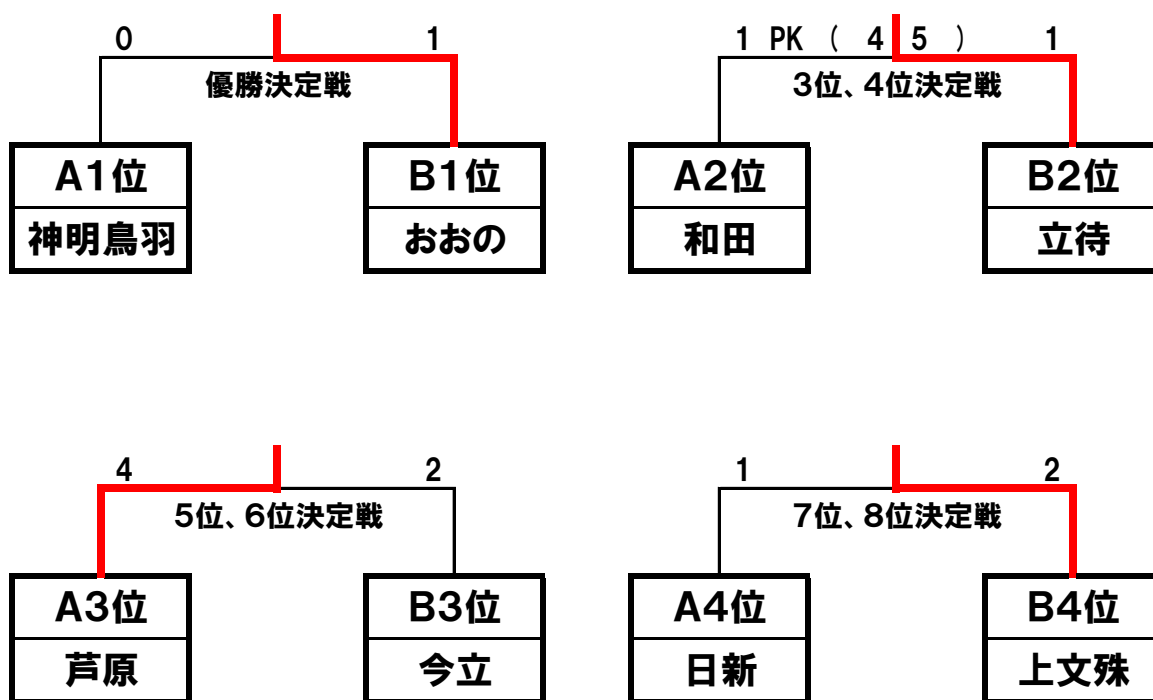 0 1
優勝決定戦
A1位 B1位
神明鳥羽 おおの
1 PK ( 4 5 ) 1
3位、4位決定戦
A2位 B2位
和田 立待
4 2
5位、6位決定戦
A3位 B3位
芦原 今立
1 2
7位、8位決定戦
A4位 B4位
日新 上文殊